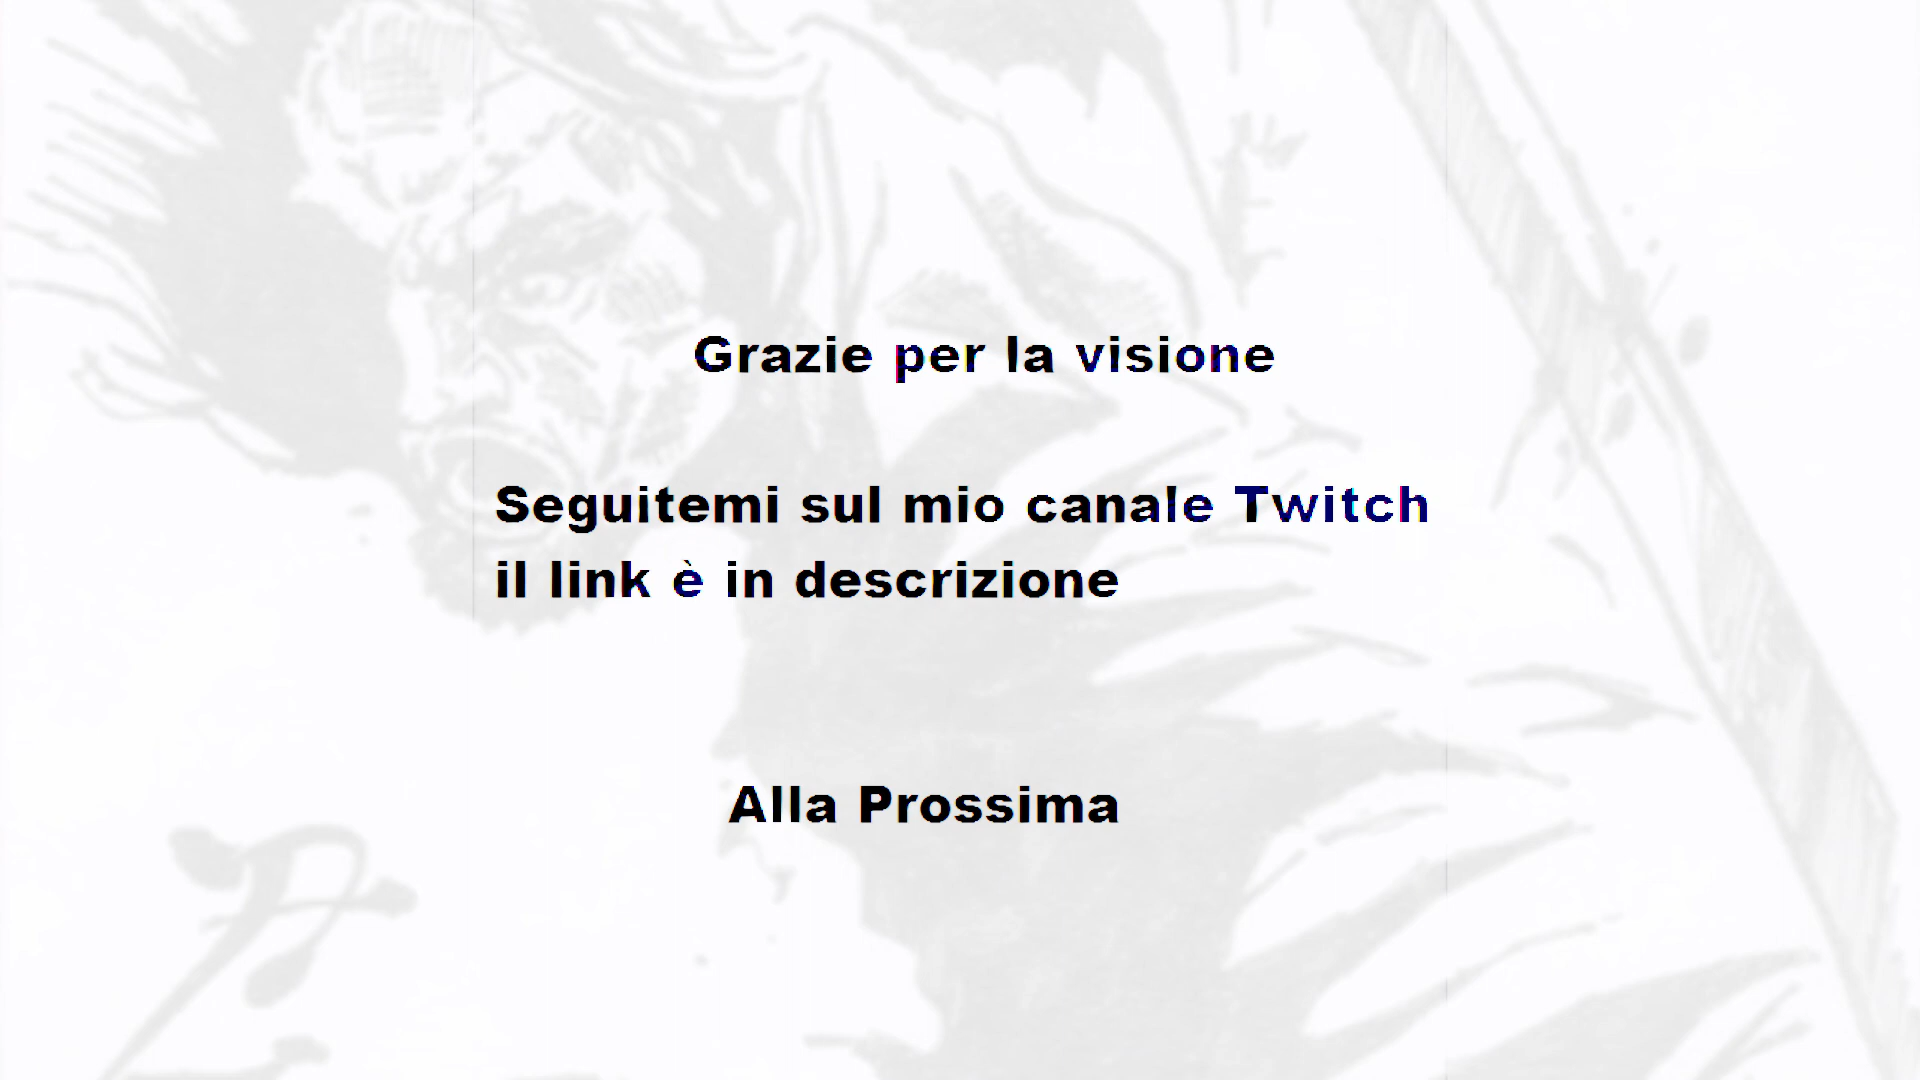 Grazie per la visione
Seguitemi sul mio canale Twitch
il link è in descrizione
Alla Prossima